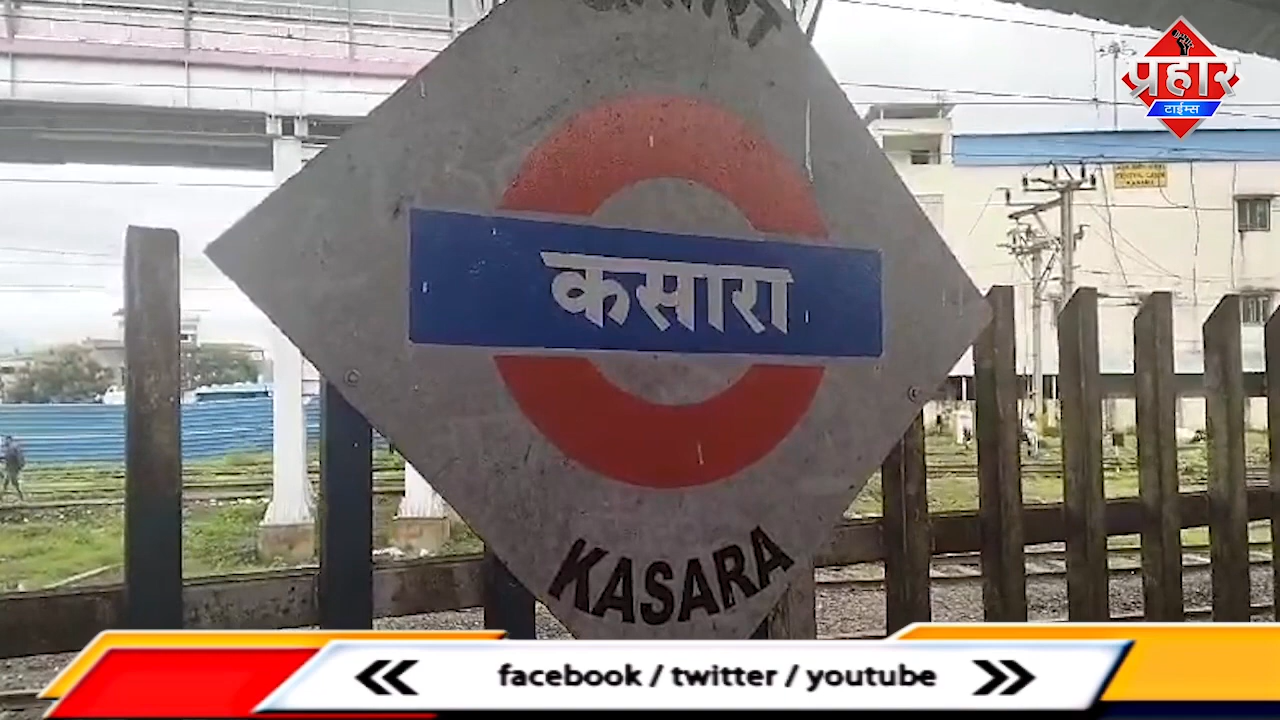 प्रहार
टाईम्स
कसारा
KASARA
facebook / twitter / youtube